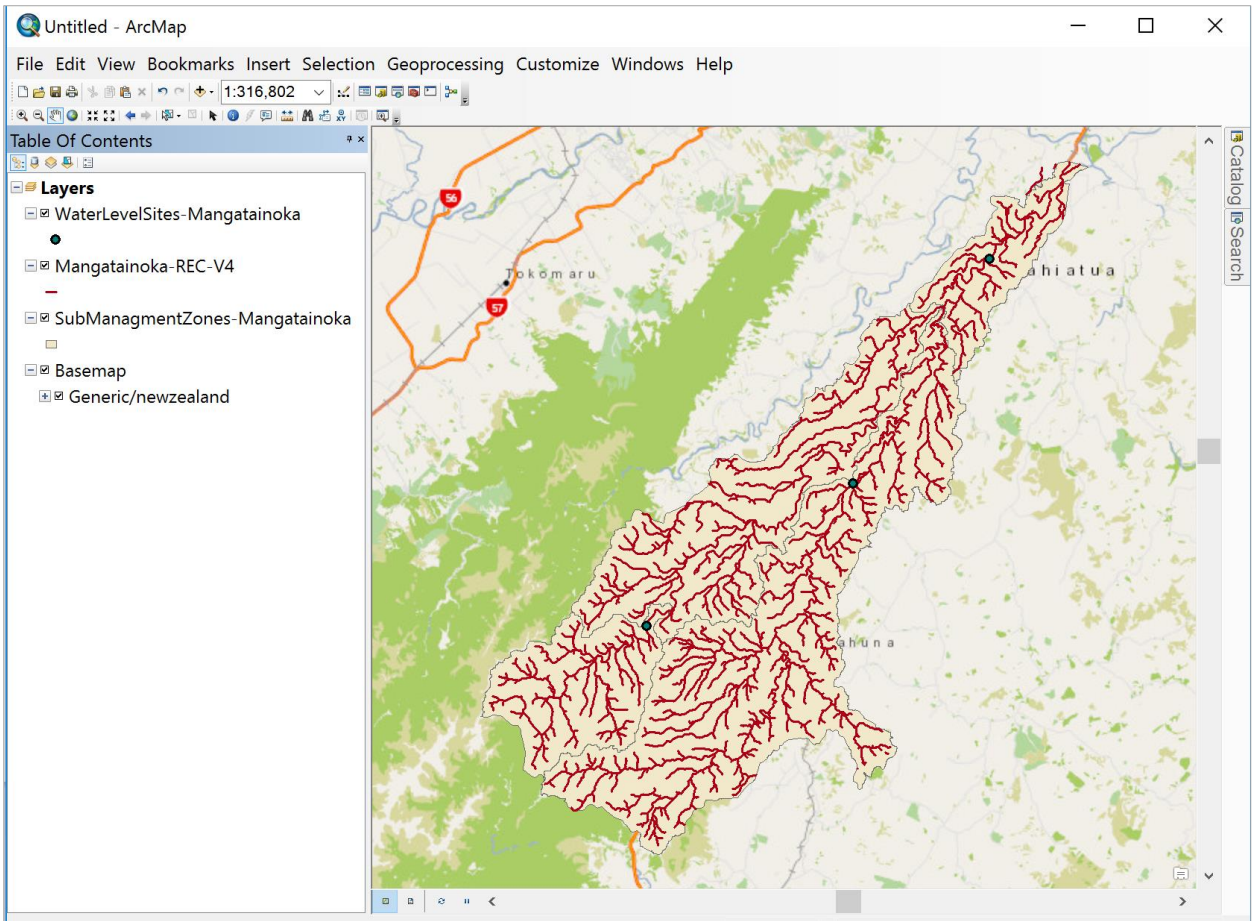 Untitled - ArcMap
File Edit View Bookmarks Insert Selection Geoprocessing Customize Windows Help
1:316,802
Table Of Contents
Layers
WaterLevelSites-Mangatainoka
Mangatainoka-REC-V4
SubManagmentZones-Mangatainoka
Basemap
Generic/newzealand
56
Tokomaru
57
ahiatua
ahuna
Catalog
Search